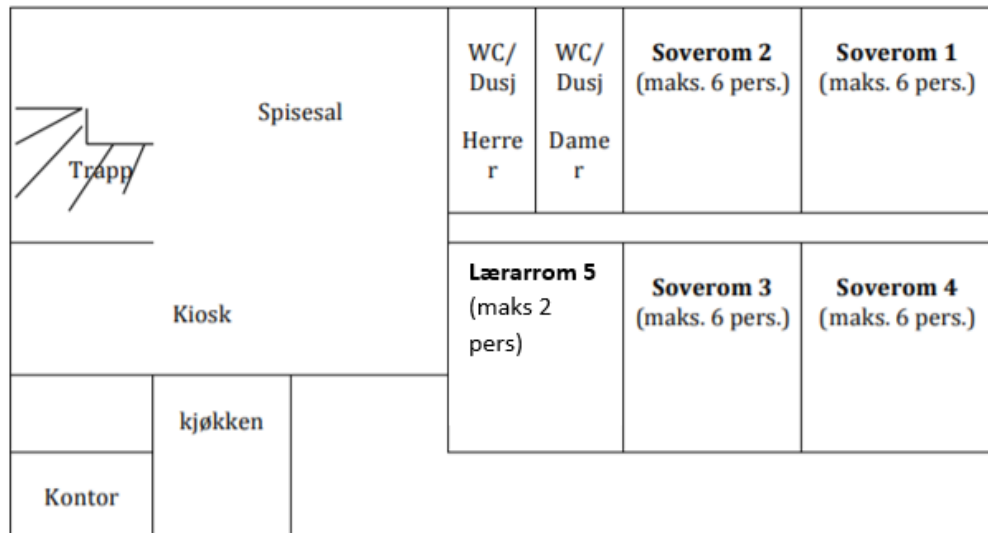 WC/
Dusj
Herre
r
WC/
Dusj
Dame
r
Soverom 2
(maks. 6 pers.)
Soverom 1
(maks. 6 pers.)
Spisesal
Trapp
Lærarrom 5
(maks 2
pers)
Soverom 3
(maks. 6 pers.)
Soverom 4
(maks. 6 pers.)
Kiosk
kjøkken
Kontor